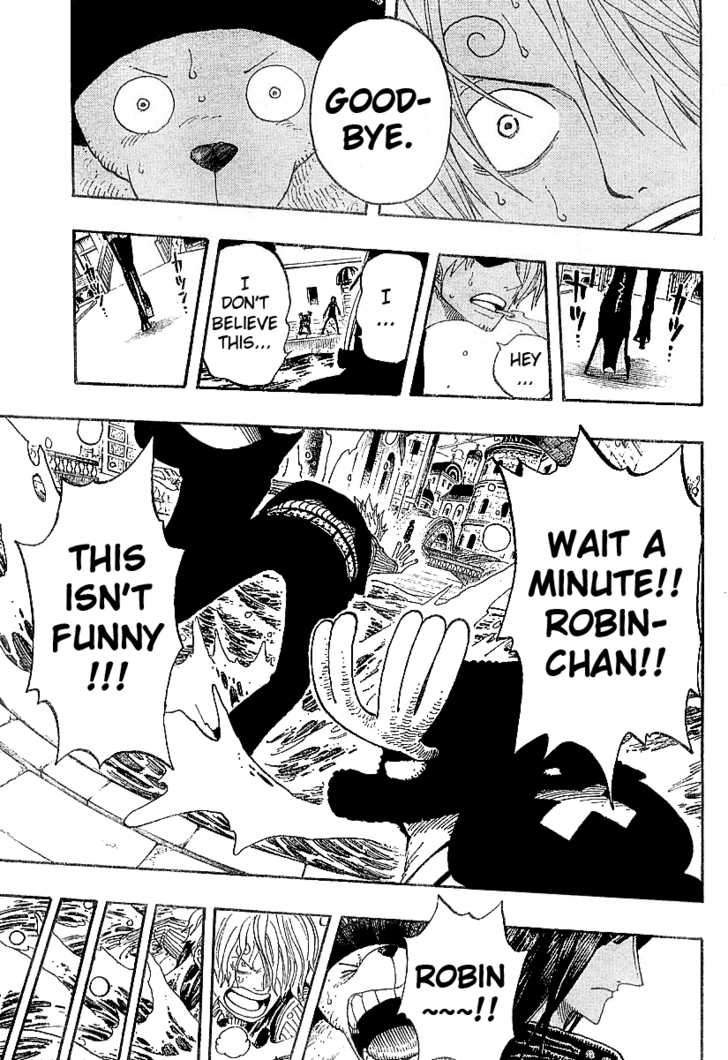 GOOD-
BYE.
HEY
...
I
...
I
DON'T
BELIEVE
THIS...
WAIT A
MINUTE!!
ROBIN-
CHAN!!
THIS
ISN'T
FUNNY
!!!
ROBIN
~~~!!